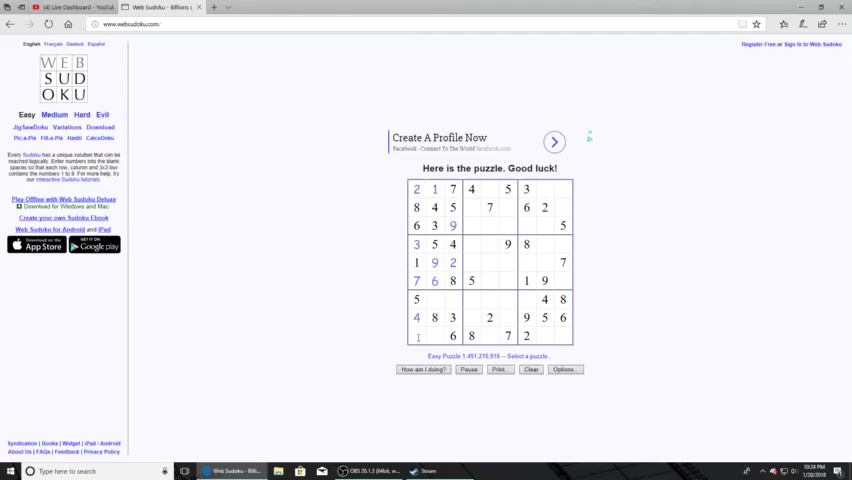 (4) Live Dashboard - YouTul
Web Sudoku - Billions c
www.websudoku.com/
English Français Deutsch Español
Register Free or Sign In to Web Sudoku
WEB
SUD
OKU
Easy Medium Hard Evil
JigSawDoku Variations Download
Pic-a-Pix Fill-a-Pix Hashi CalcuDoku
Every Sudoku has a unique solution that can be
reached logically. Enter numbers into the blank
spaces so that each row, column and 3x3 box
contains the numbers 1 to 9. For more help, try
our interactive Sudoku tutorials.
Play Offline with Web Sudoku Deluxe
Download for Windows and Mac
Create your own Sudoku Ebook
Web Sudoku for Android and iPad
Download on the App Store
GET IT ON Google play
Create A Profile Now
Facebook - Connect To The World facebook.com
Here is the puzzle. Good luck!
2 1 7 4 5 3
8 4 5 7 6 2
6 3 9 5
3 5 4 9 8
1 9 2 7
7 6 8 5 1 9
5 4 8
4 8 3 2 9 5 6
6 8 7 2
Easy Puzzle 1,491,215,916 -- Select a puzzle...
How am I doing? Pause Print... Clear Options...
Syndication | Books | Widget | iPad / Android
About Us | FAQs | Feedback | Privacy Policy
Type here to search
Web Sudoku - Billi...
OBS 20.1.3 (64bit, w...
Steam
10:24 PM
1/20/2018